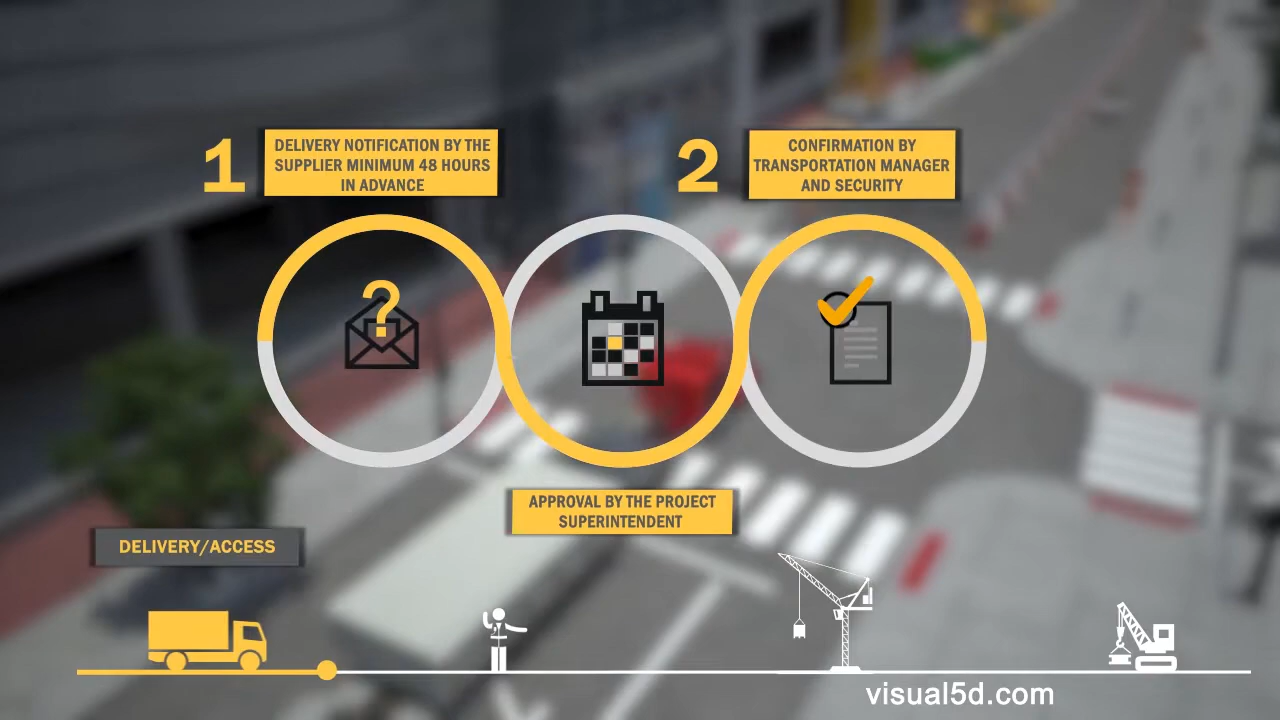 1
DELIVERY NOTIFICATION BY THE
SUPPLIER MINIMUM 48 HOURS
IN ADVANCE
2
CONFIRMATION BY
TRANSPORTATION MANAGER
AND SECURITY
?
APPROVAL BY THE PROJECT
SUPERINTENDENT
DELIVERY/ACCESS
visual5d.com